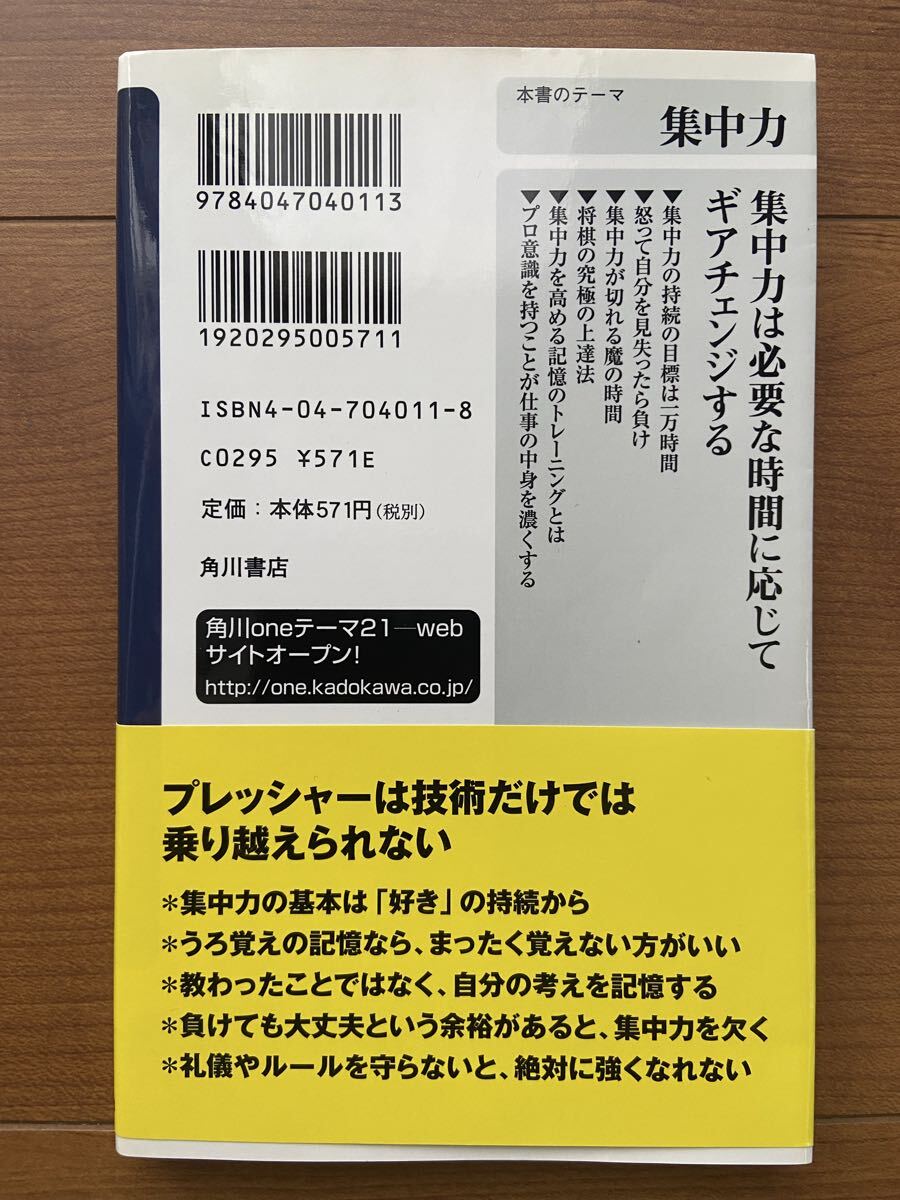 本書のテーマ
集中力
集中力は必要な時間に応じて
ギアチェンジする
▼集中力の持続の目標は一万時間
▼怒って自分を見失ったら負け
▼集中力が切れる魔の時間
▼将棋の究極の上達法
▼集中力を高める記憶のトレーニングとは
▼プロ意識を持つことが仕事の中身を濃くする
9784047040113
1920295005711
ISBN4-04-704011-8
C0295 ¥571E
定価：本体571円（税別）
角川書店
角川oneテーマ21─web
サイトオープン!
http://one.kadokawa.co.jp/
プレッシャーは技術だけでは
乗り越えられない
＊集中力の基本は「好き」の持続から
＊うろ覚えの記憶なら、まったく覚えない方がいい
＊教わったことではなく、自分の考えを記憶する
＊負けても大丈夫という余裕があると、集中力を欠く
＊礼儀やルールを守らないと、絶対に強くなれない